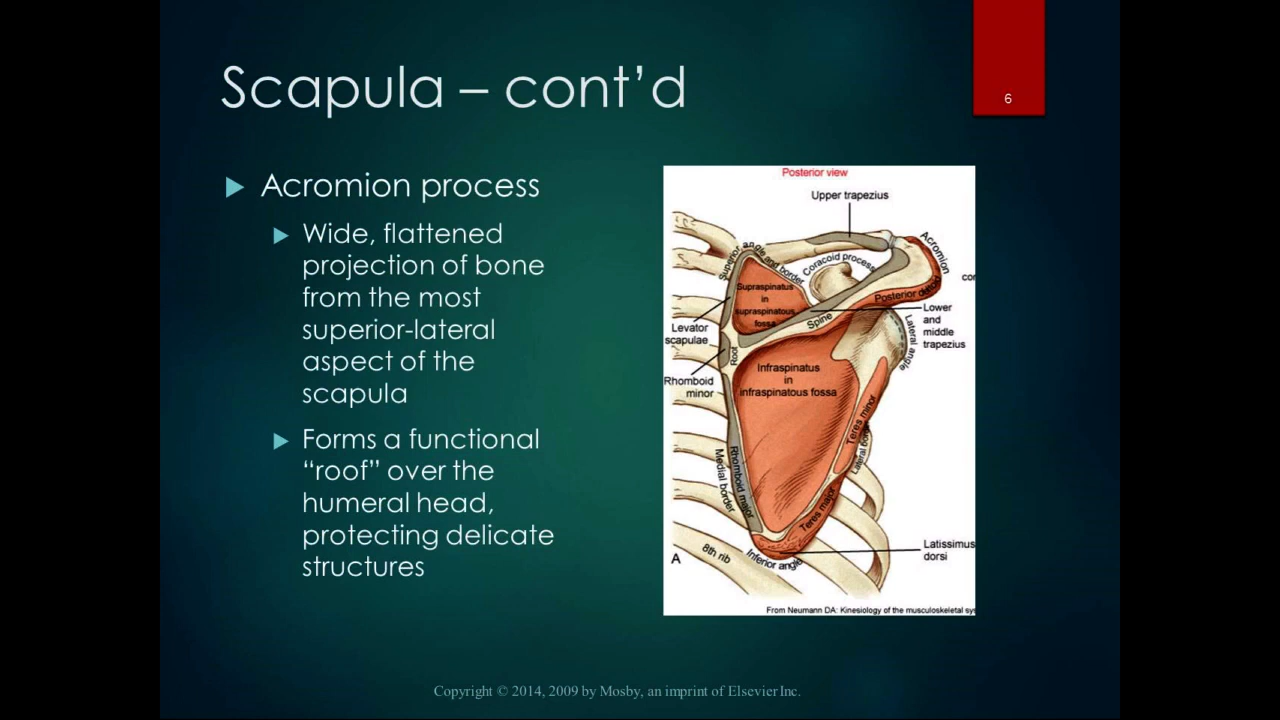 Scapula – cont’d
6
Acromion process
Wide, flattened
projection of bone
from the most
superior-lateral
aspect of the
scapula
Forms a functional
“roof” over the
humeral head,
protecting delicate
structures
Posterior view
Upper trapezius
Superior angle and border
Coracoid process
Acromion
con
Supraspinatus
in
supraspinatous
fossa
Posterior deltoid
Spine
Lower
and
middle
trapezius
Levator
scapulae
Lateral angle
Root
Rhomboid
minor
Infraspinatus
in
infraspinatous fossa
Teres minor
Lateral border
Medial border
Rhomboid major
Teres major
Latissimus
dorsi
A
8th rib
Inferior angle
From Neumann DA: Kinesiology of the musculoskeletal sys
Copyright © 2014, 2009 by Mosby, an imprint of Elsevier Inc.